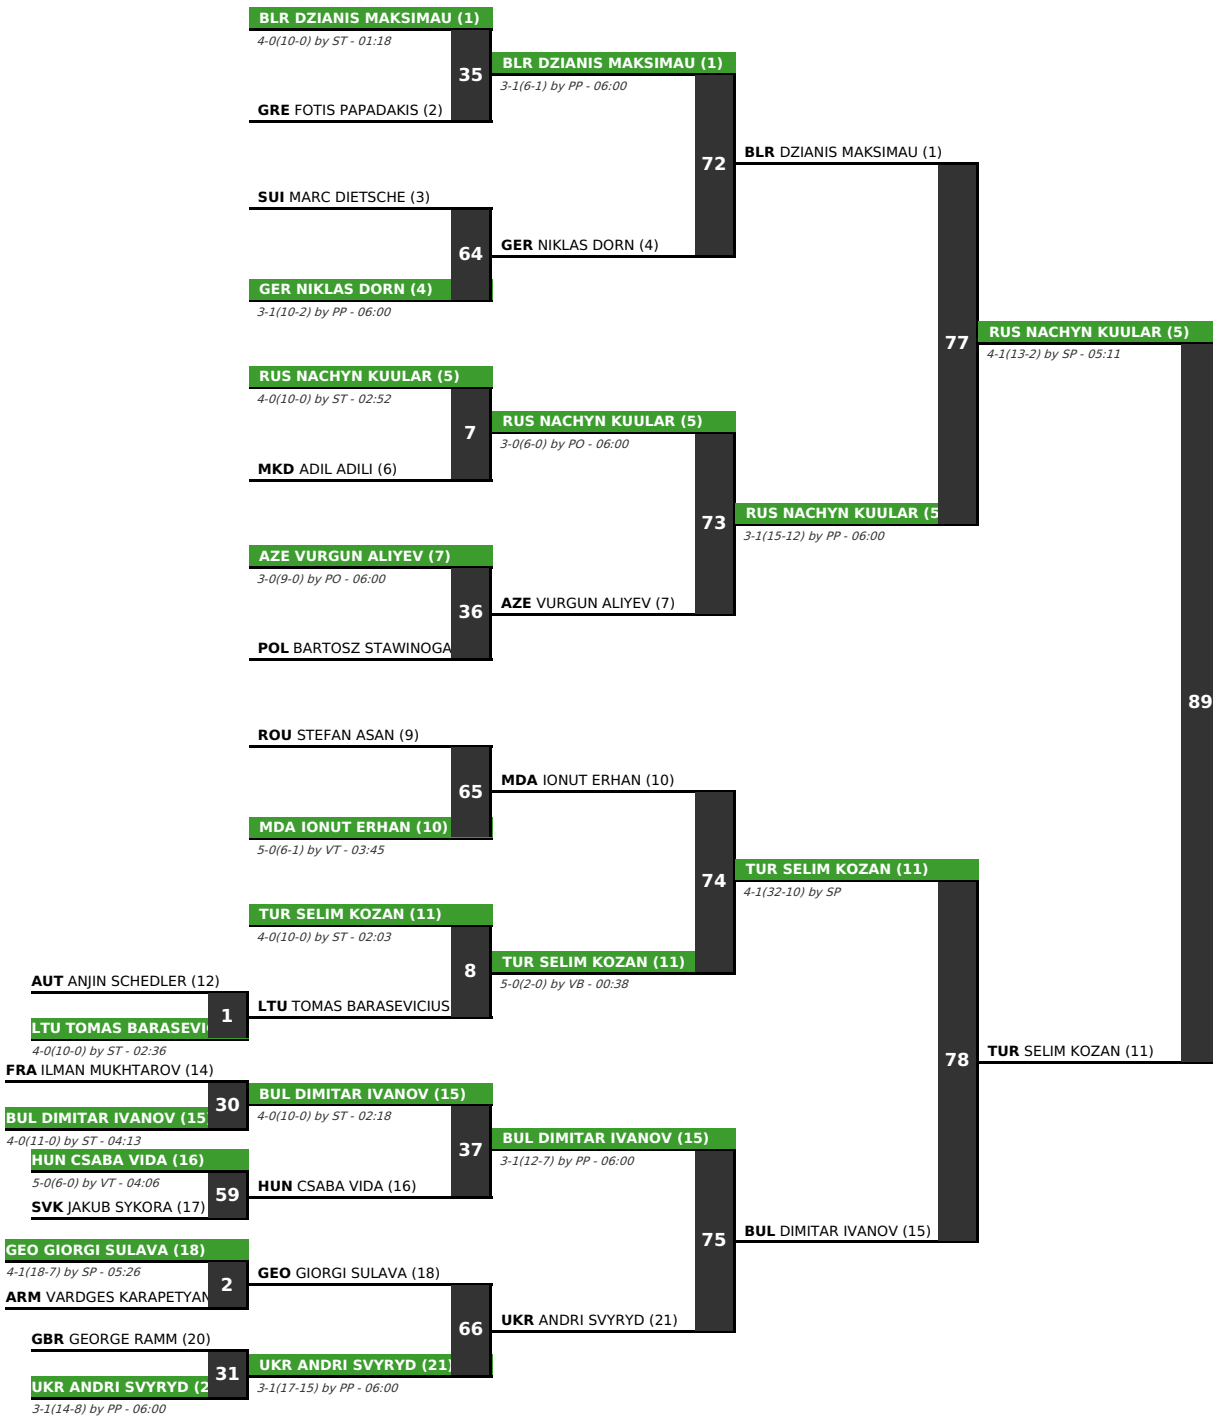 BLR DZIANIS MAKSIMAU (1)
4-0(10-0) by ST - 01:18
35
BLR DZIANIS MAKSIMAU (1)
3-1(6-1) by PP - 06:00
GRE FOTIS PAPADAKIS (2)
72
BLR DZIANIS MAKSIMAU (1)
SUI MARC DIETSCHE (3)
64
GER NIKLAS DORN (4)
GER NIKLAS DORN (4)
3-1(10-2) by PP - 06:00
77
RUS NACHYN KUULAR (5)
4-1(13-2) by SP - 05:11
RUS NACHYN KUULAR (5)
4-0(10-0) by ST - 02:52
7
RUS NACHYN KUULAR (5)
3-0(6-0) by PO - 06:00
MKD ADIL ADILI (6)
73
RUS NACHYN KUULAR (5
3-1(15-12) by PP - 06:00
AZE VURGUN ALIYEV (7)
3-0(9-0) by PO - 06:00
36
AZE VURGUN ALIYEV (7)
POL BARTOSZ STAWINOGA
89
ROU STEFAN ASAN (9)
65
MDA IONUT ERHAN (10)
MDA IONUT ERHAN (10)
5-0(6-1) by VT - 03:45
74
TUR SELIM KOZAN (11)
4-1(32-10) by SP
TUR SELIM KOZAN (11)
4-0(10-0) by ST - 02:03
8
TUR SELIM KOZAN (11)
5-0(2-0) by VB - 00:38
AUT ANJIN SCHEDLER (12)
1
LTU TOMAS BARASEVICIUS
LTU TOMAS BARASEVI
4-0(10-0) by ST - 02:36
78
TUR SELIM KOZAN (11)
FRA ILMAN MUKHTAROV (14)
30
BUL DIMITAR IVANOV (15)
4-0(10-0) by ST - 02:18
BUL DIMITAR IVANOV (15)
4-0(11-0) by ST - 04:13
37
BUL DIMITAR IVANOV (15)
3-1(12-7) by PP - 06:00
HUN CSABA VIDA (16)
5-0(6-0) by VT - 04:06
59
HUN CSABA VIDA (16)
SVK JAKUB SYKORA (17)
75
BUL DIMITAR IVANOV (15)
GEO GIORGI SULAVA (18)
4-1(18-7) by SP - 05:26
2
GEO GIORGI SULAVA (18)
ARM VARDGES KARAPETYAN
66
UKR ANDRI SVYRYD (21)
GBR GEORGE RAMM (20)
31
UKR ANDRI SVYRYD (21)
3-1(17-15) by PP - 06:00
UKR ANDRI SVYRYD (2
3-1(14-8) by PP - 06:00